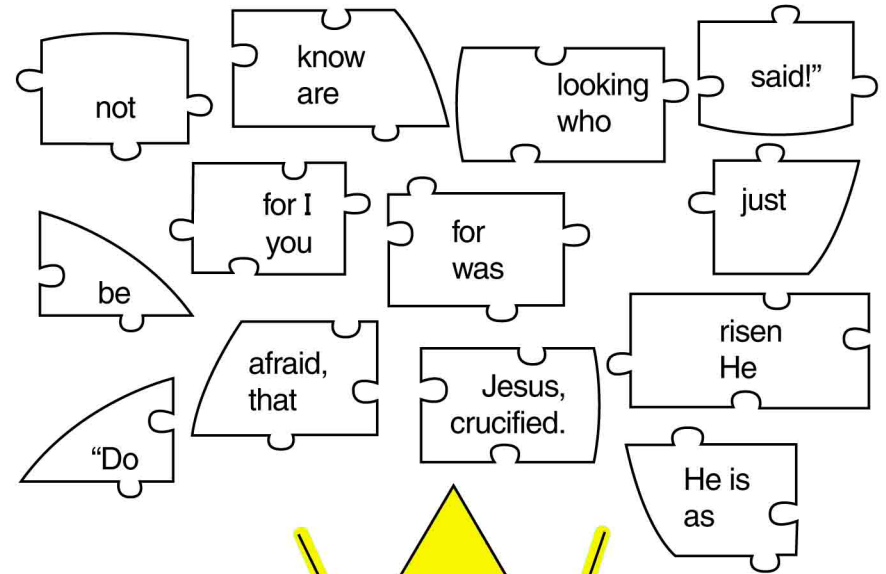 not
know
are
looking
who
said!”
for I
you
for
was
just
be
afraid,
that
Jesus,
crucified.
risen
He
“Do
He is
as